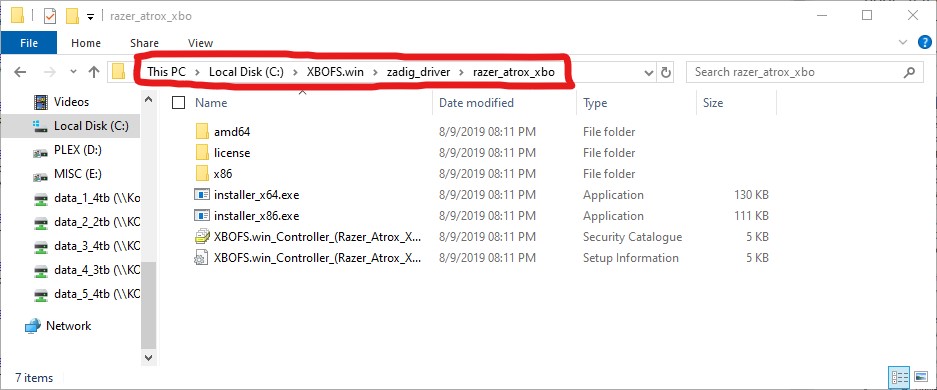 razer_atrox_xbo
File Home Share View
This PC > Local Disk (C:) > XBOFS.win > zadig_driver > razer_atrox_xbo
Search razer_atrox_xbo
Name Date modified Type Size
Videos
Local Disk (C:)
PLEX (D:)
MISC (E:)
data_1_4tb (\\Ko
data_2_2tb (\\KO
data_3_4tb (\\KO
data_4_3tb (\\KO
data_5_4tb (\\KO
Network
amd64 8/9/2019 08:11 PM File folder
license 8/9/2019 08:11 PM File folder
x86 8/9/2019 08:11 PM File folder
installer_x64.exe 8/9/2019 08:11 PM Application 130 KB
installer_x86.exe 8/9/2019 08:11 PM Application 111 KB
XBOFS.win_Controller_(Razer_Atrox_X... 8/9/2019 08:11 PM Security Catalogue 5 KB
XBOFS.win_Controller_(Razer_Atrox_X... 8/9/2019 08:11 PM Setup Information 5 KB
7 items